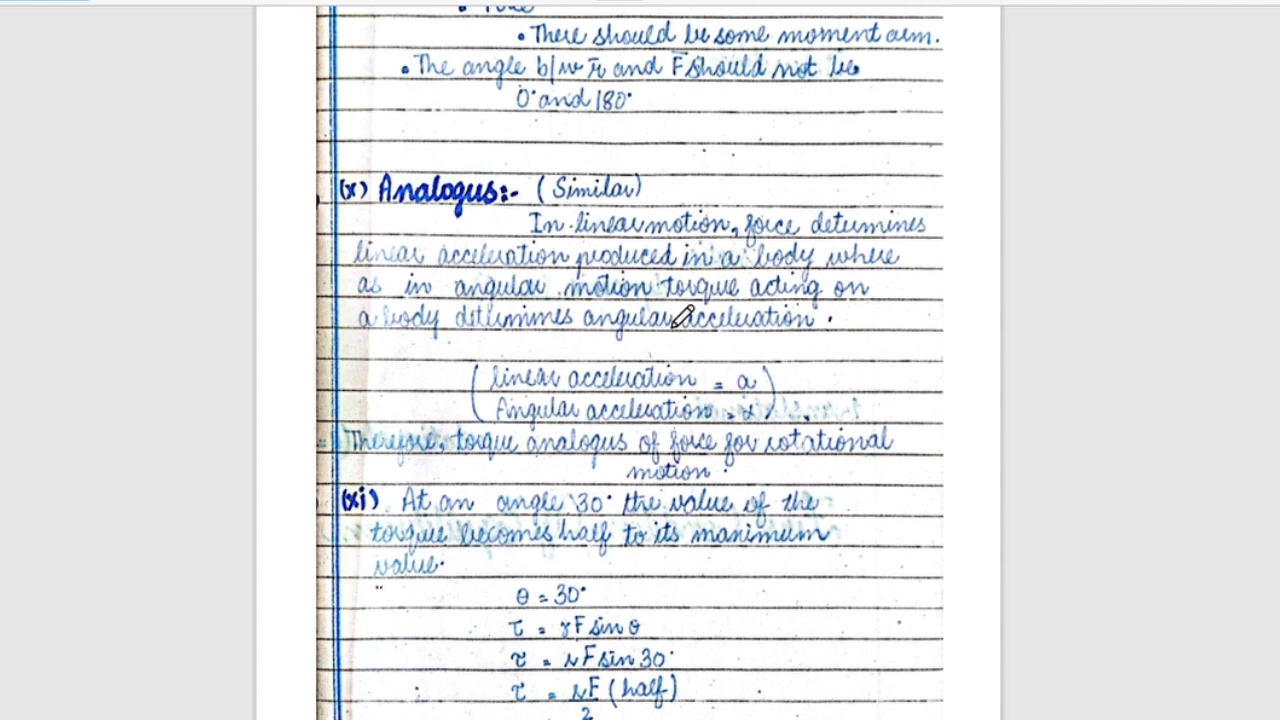 • There should be some moment arm.
• The angle b/w r̄ and F̄ should not be
0° and 180°
(x) Analogus:- (Similar)
In linear motion, force determines
linear acceleration produced in a body where
as in angular motion torque acting on
a body determines angular acceleration.
(linear acceleration = a
Angular acceleration = α).
Therefore, torque analogus of force for rotational
motion.
(xi) At an angle 30° the value of the
torque becomes half to its maximum
value.
θ = 30°
τ = rF sin θ
τ = rF sin 30°
τ = rF (half)
2